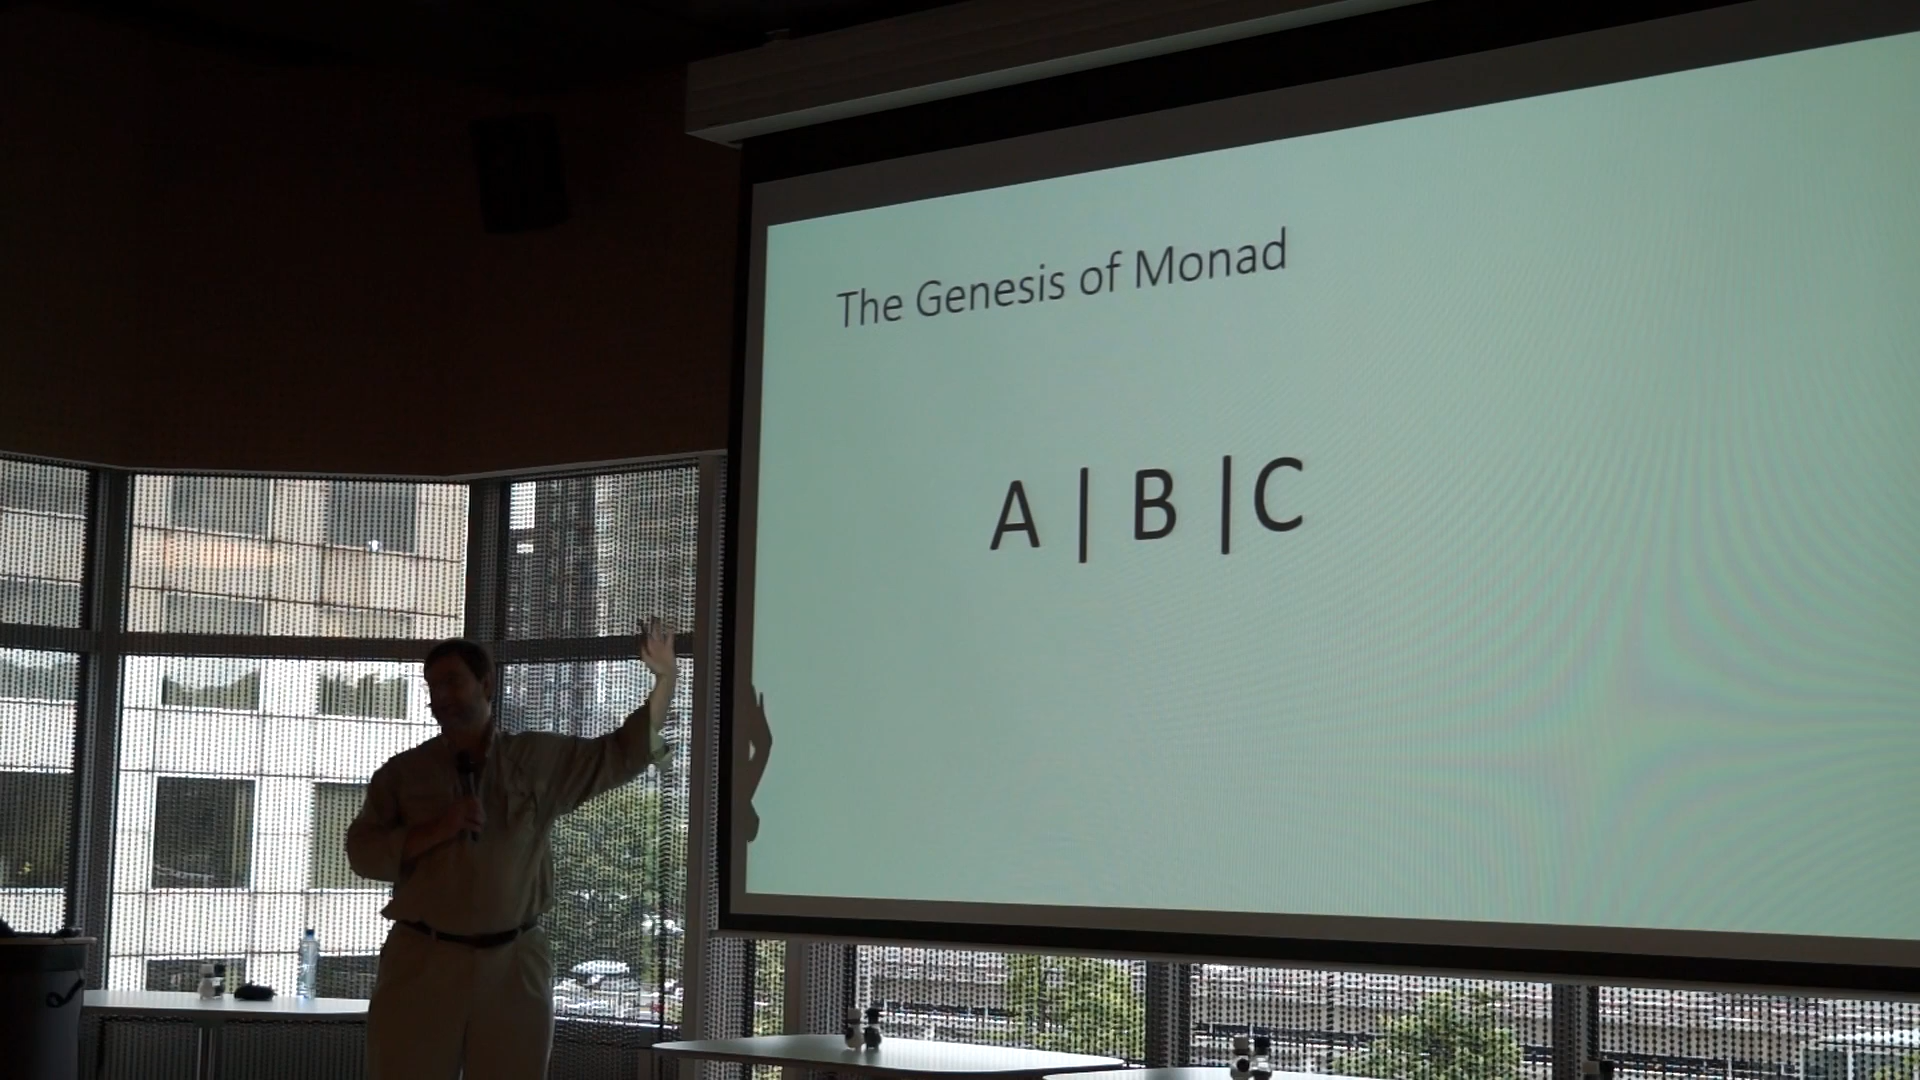 The Genesis of Monad
A | B |C